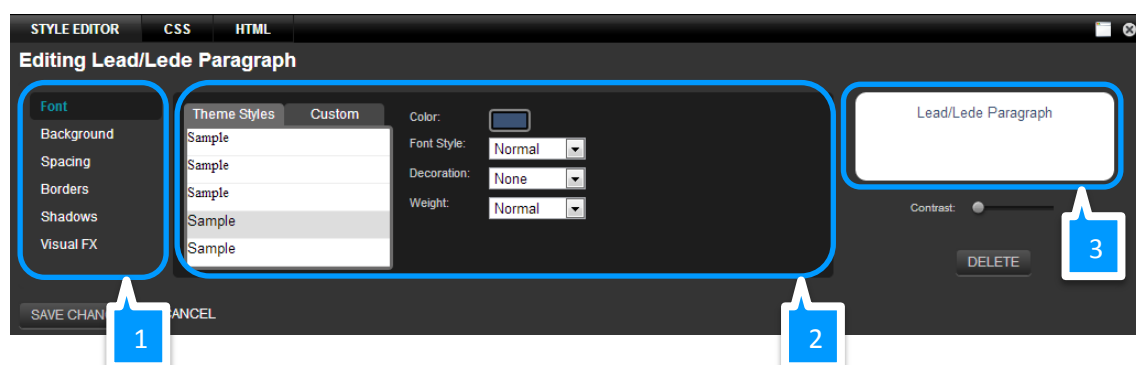 STYLE EDITOR CSS HTML
Editing Lead/Lede Paragraph
Font
Background
Spacing
Borders
Shadows
Visual FX
Theme Styles Custom
Sample
Sample
Sample
Sample
Sample
Color:
Font Style: Normal
Decoration: None
Weight: Normal
Lead/Lede Paragraph
Contrast:
DELETE
SAVE CHAN ANCEL
1
2
3